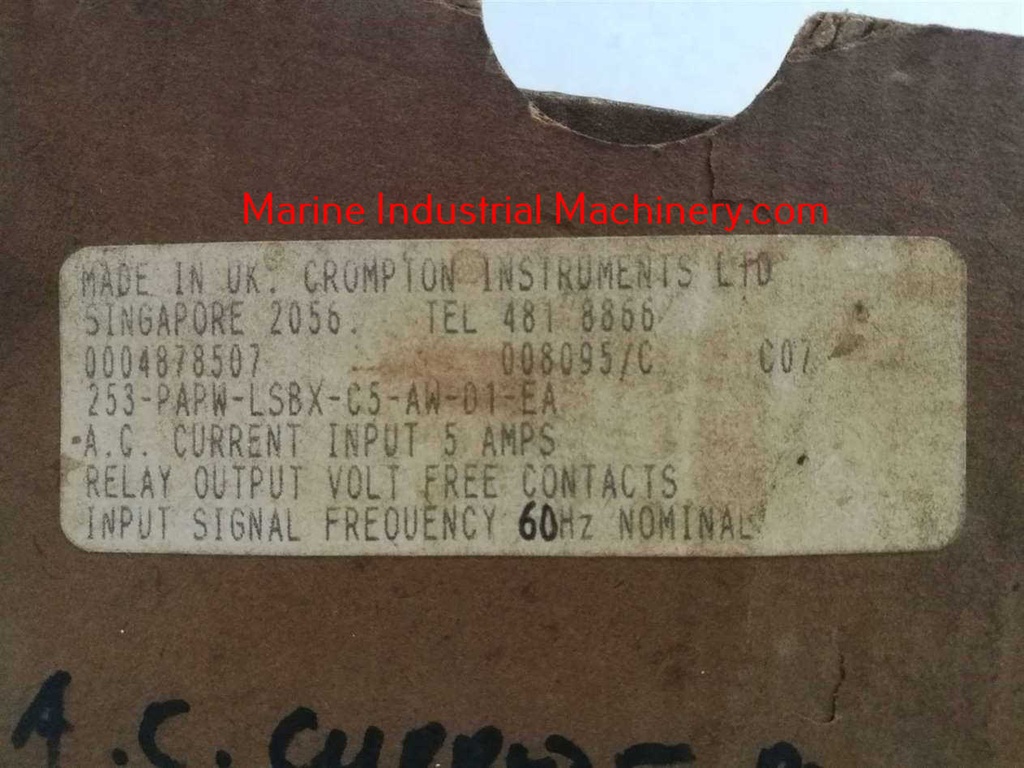 Marine Industrial Machinery.com
MADE IN UK. CROMPTON INSTRUMENTS LTD
SINGAPORE 2056. TEL 481 8866
0004878507 008095/C C07
253-PAPW-LSBX-C5-AW-01-EA
A.C. CURRENT INPUT 5 AMPS
RELAY OUTPUT VOLT FREE CONTACTS
INPUT SIGNAL FREQUENCY 60Hz NOMINAL
A.C. CURRENT